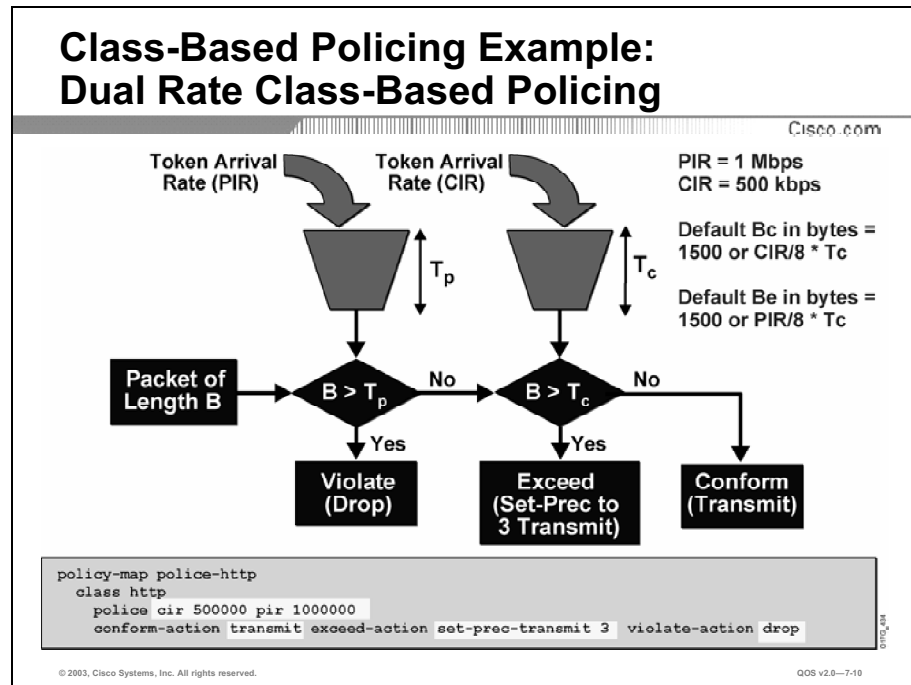 Class-Based Policing Example:
Dual Rate Class-Based Policing
Cisco.com
Token Arrival
Rate (PIR)
Token Arrival
Rate (CIR)
PIR = 1 Mbps
CIR = 500 kbps
Default Bc in bytes =
1500 or CIR/8 * Tc
Default Be in bytes =
1500 or PIR/8 * Tc
Tp
Tc
Packet of
Length B
B > Tp
No
B > Tc
No
Yes
Yes
Violate
(Drop)
Exceed
(Set-Prec to
3 Transmit)
Conform
(Transmit)
policy-map police-http
class http
police cir 500000 pir 1000000
conform-action transmit exceed-action set-prec-transmit 3 violate-action drop
© 2003, Cisco Systems, Inc. All rights reserved.
QOS v2.0—7-10